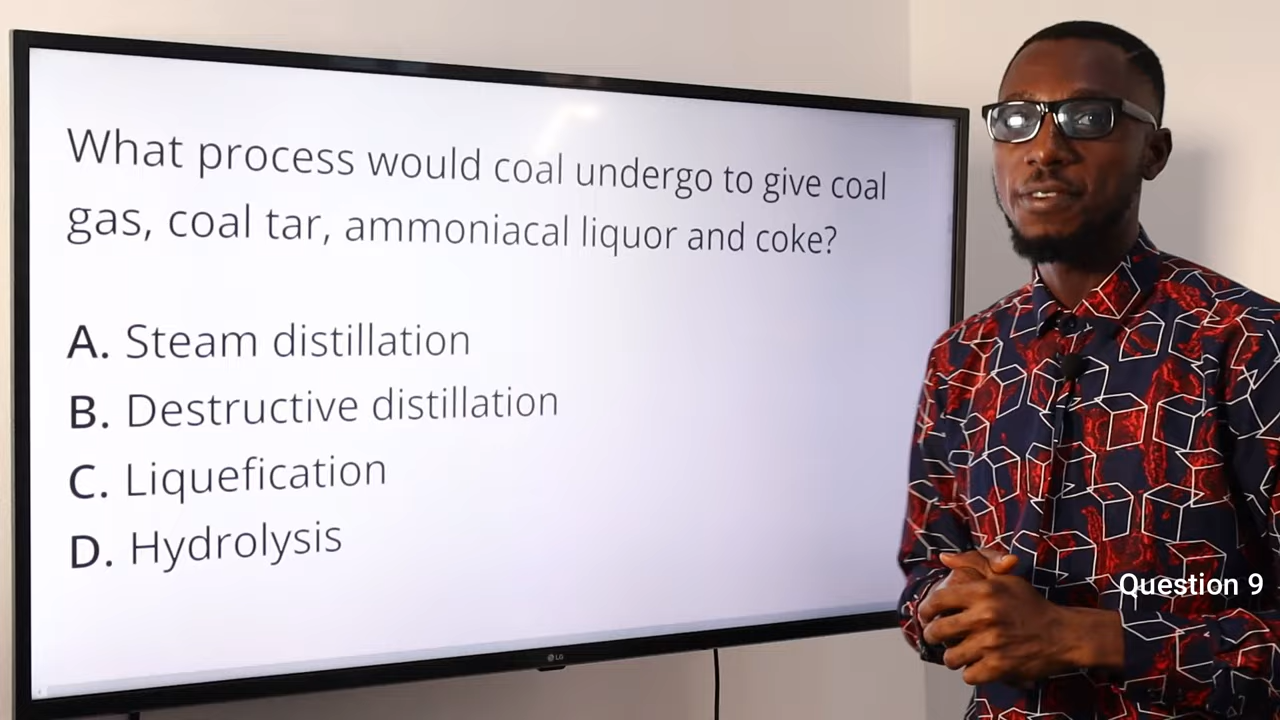 What process would coal undergo to give coal
gas, coal tar, ammoniacal liquor and coke?
A. Steam distillation
B. Destructive distillation
C. Liquefication
D. Hydrolysis
Question 9
LG